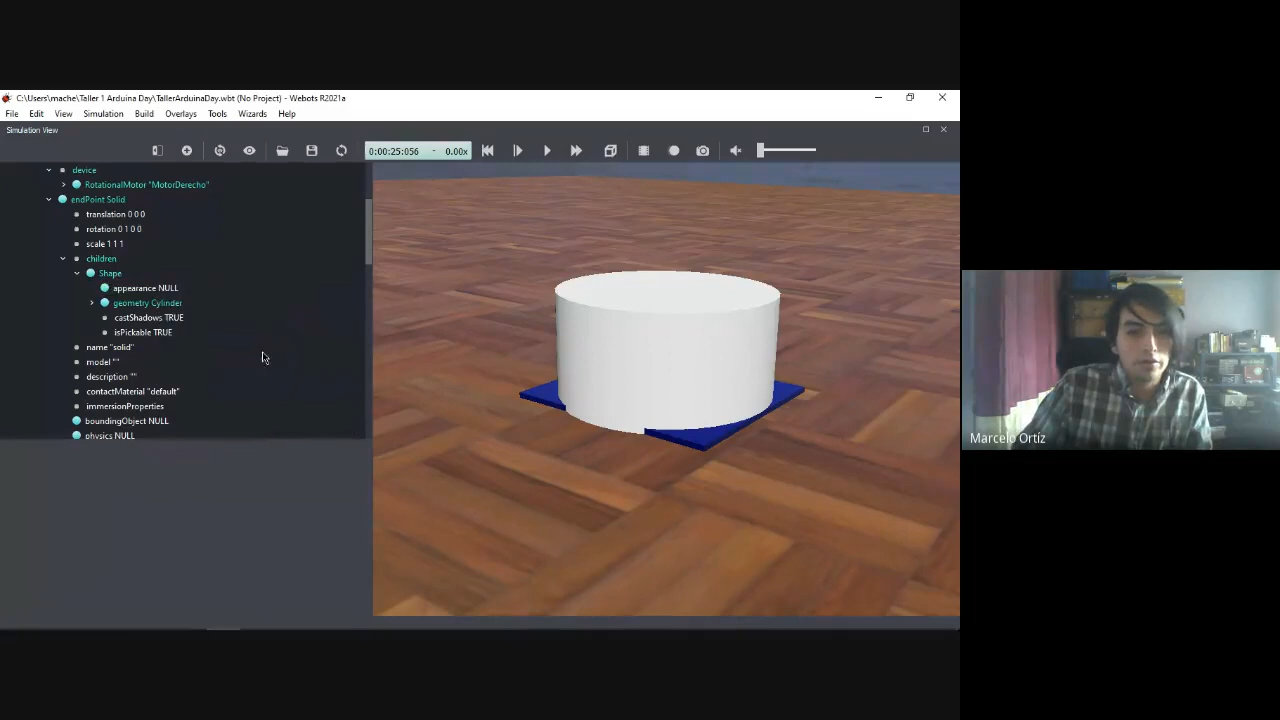 C:\Users\mache\Taller 1 Arduina Day\TallerArduinaDay.wbt (No Project) - Webots R2021a
File Edit View Simulation Build Overlays Tools Wizards Help
Simulation View
0:00:25:056 - 0.00x
device
RotationalMotor "MotorDerecho"
endPoint Solid
translation 0 0 0
rotation 0 1 0 0
scale 1 1 1
children
Shape
appearance NULL
geometry Cylinder
castShadows TRUE
isPickable TRUE
name "solid"
model ""
description ""
contactMaterial "default"
immersionProperties
boundingObject NULL
physics NULL
Marcelo Ortíz